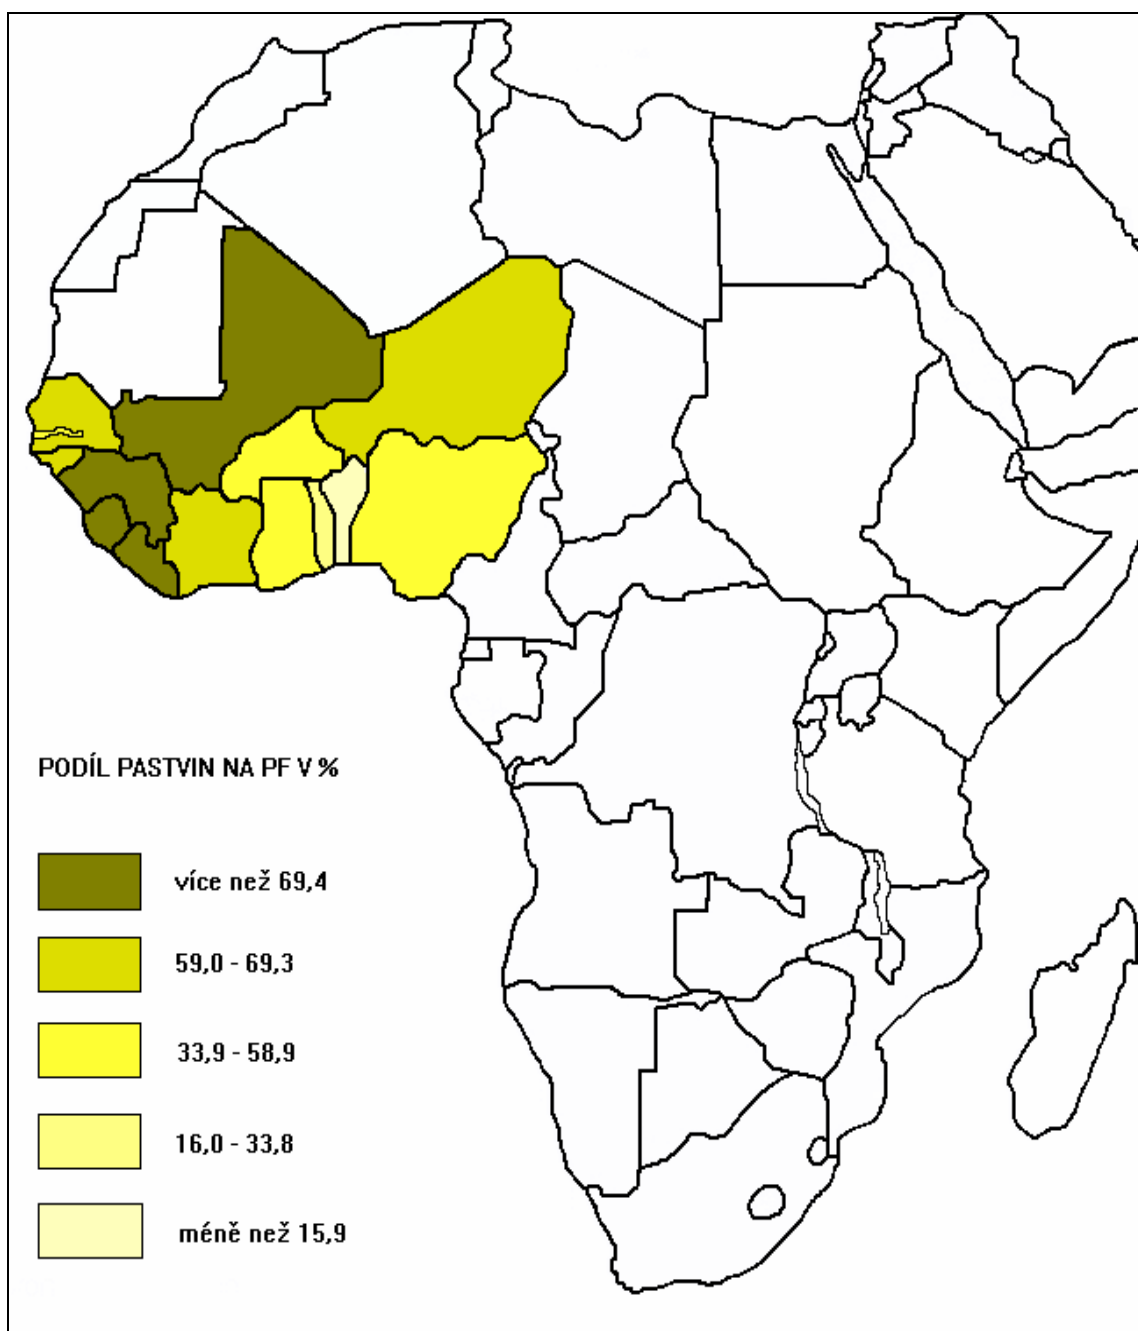 PODÍL PASTVIN NA PF V %
více než 69,4
59,0 - 69,3
33,9 - 58,9
16,0 - 33,8
méně než 15,9